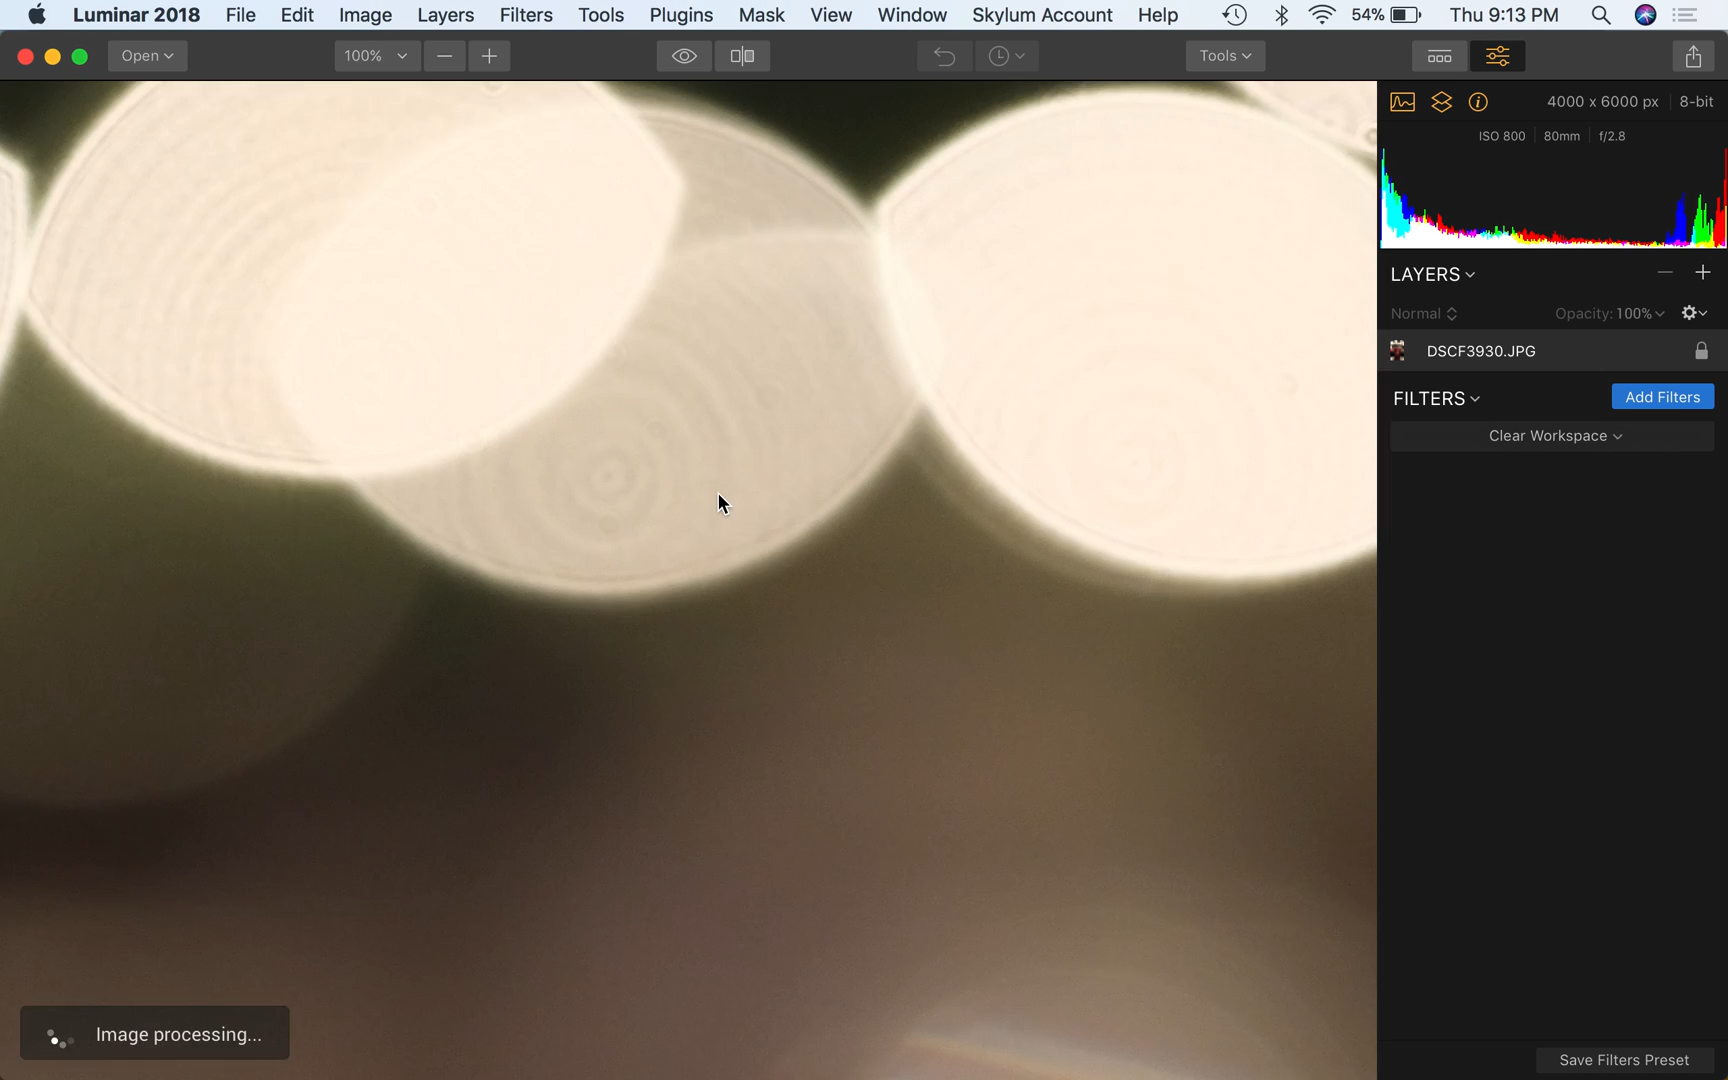 Luminar 2018 File Edit Image Layers Filters Tools Plugins Mask View Window Skylum Account Help 54% Thu 9:13 PM
Open 100% Tools
4000 x 6000 px 8-bit
ISO 800 80mm f/2.8
LAYERS
Normal Opacity: 100%
DSCF3930.JPG
FILTERS Add Filters
Clear Workspace
Image processing...
Save Filters Preset